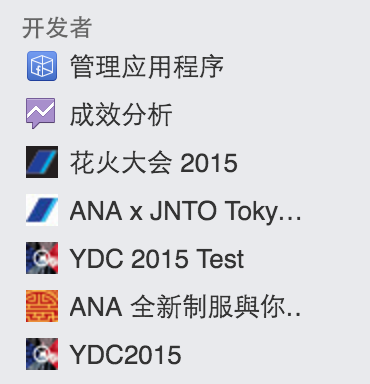 开发者
管理应用程序
成效分析
花火大会 2015
ANA x JNTO Toky...
YDC 2015 Test
ANA 全新制服與你..
YDC2015